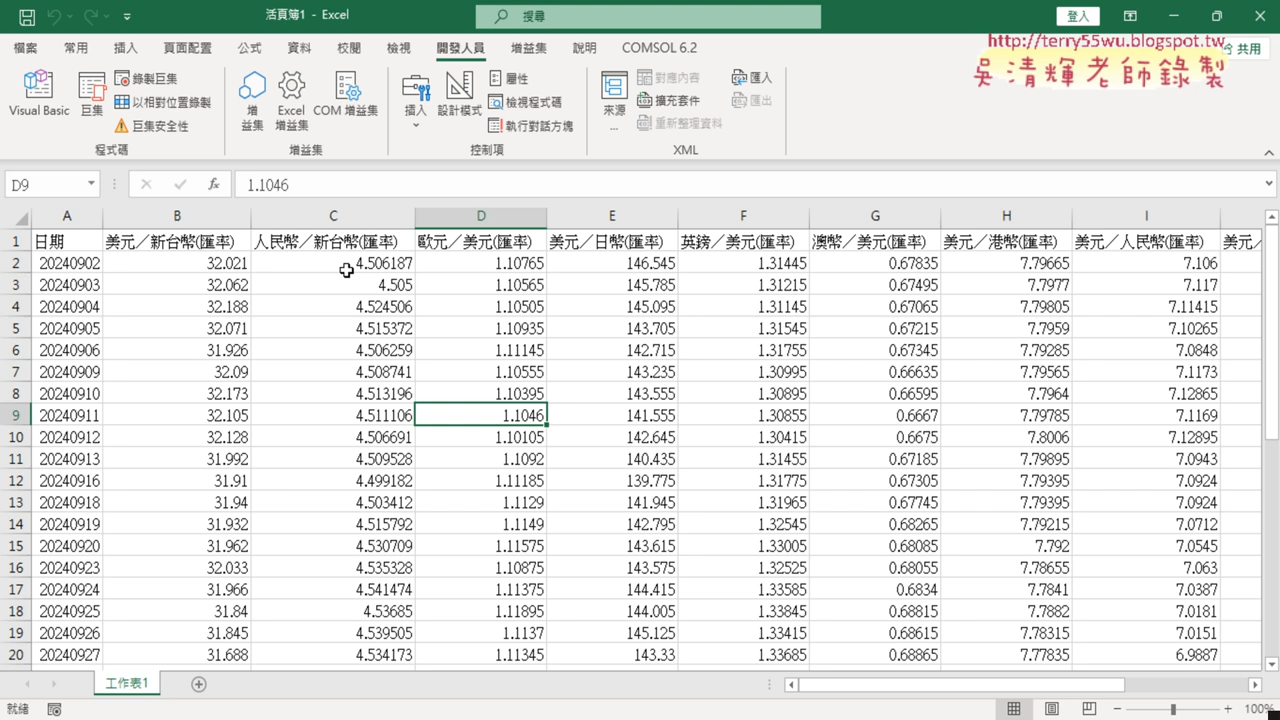 活頁簿1 - Excel
搜尋
登入
檔案 常用 插入 頁面配置 公式 資料 校閱 檢視 開發人員 增益集 說明 COMSOL 6.2
共用
http://terry55wu.blogspot.tw
吳清輝老師錄製
Visual Basic
巨集
錄製巨集
以相對位置錄製
巨集安全性
程式碼
增益集
Excel 增益集
COM 增益集
增益集
插入
設計模式
屬性
檢視程式碼
執行對話方塊
控制項
來源...
對應內容
擴充套件
重新整理資料
匯入
匯出
XML
D9 fx 1.1046
A B C D E F G H I
1 日期 美元／新台幣(匯率) 人民幣／新台幣(匯率) 歐元／美元(匯率) 美元／日幣(匯率) 英鎊／美元(匯率) 澳幣／美元(匯率) 美元／港幣(匯率) 美元／人民幣(匯率) 美元／
2 20240902 32.021 4.506187 1.10765 146.545 1.31445 0.67835 7.79665 7.106
3 20240903 32.062 4.505 1.10565 145.785 1.31215 0.67495 7.7977 7.117
4 20240904 32.188 4.524506 1.10505 145.095 1.31145 0.67065 7.79805 7.11415
5 20240905 32.071 4.515372 1.10935 143.705 1.31545 0.67215 7.7959 7.10265
6 20240906 31.926 4.506259 1.11145 142.715 1.31755 0.67345 7.79285 7.0848
7 20240909 32.09 4.508741 1.10555 143.235 1.30995 0.66635 7.79565 7.1173
8 20240910 32.173 4.513196 1.10395 143.555 1.30895 0.66595 7.7964 7.12865
9 20240911 32.105 4.511106 1.1046 141.555 1.30855 0.6667 7.79785 7.1169
10 20240912 32.128 4.506691 1.10105 142.645 1.30415 0.6675 7.8006 7.12895
11 20240913 31.992 4.509528 1.1092 140.435 1.31455 0.67185 7.79895 7.0943
12 20240916 31.91 4.499182 1.11185 139.775 1.31775 0.67305 7.79395 7.0924
13 20240918 31.94 4.503412 1.1129 141.945 1.31965 0.67745 7.79395 7.0924
14 20240919 31.932 4.515792 1.1149 142.795 1.32545 0.68265 7.79215 7.0712
15 20240920 31.962 4.530709 1.11575 143.615 1.33005 0.68085 7.792 7.0545
16 20240923 32.033 4.535328 1.10875 143.575 1.32525 0.68055 7.78655 7.063
17 20240924 31.966 4.541474 1.11375 144.415 1.33585 0.6834 7.7841 7.0387
18 20240925 31.84 4.53685 1.11895 144.005 1.33845 0.68815 7.7882 7.0181
19 20240926 31.845 4.539505 1.1137 145.125 1.33415 0.68615 7.78315 7.0151
20 20240927 31.688 4.534173 1.11345 143.33 1.33685 0.68865 7.77835 6.9887
工作表1
就緒
100%